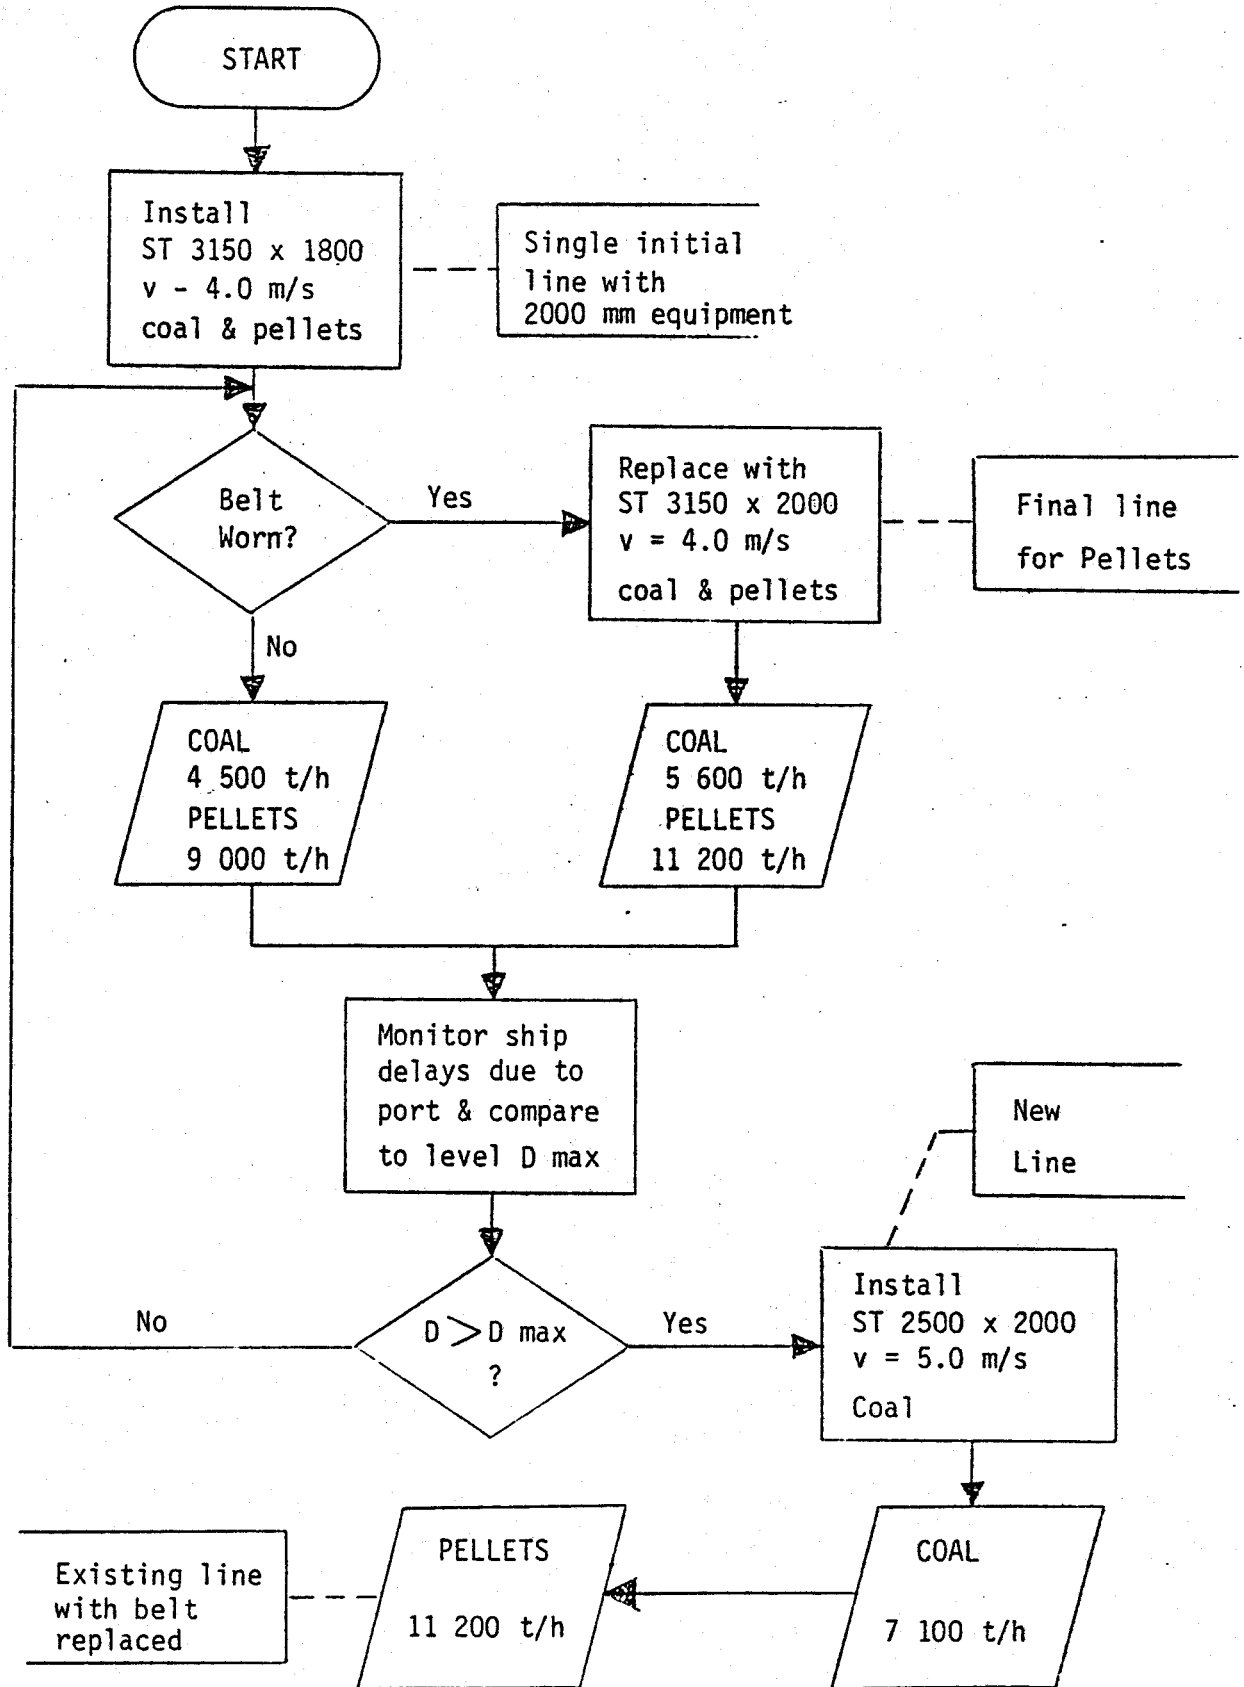 START
Install
ST 3150 x 1800
v - 4.0 m/s
coal & pellets
Single initial
line with
2000 mm equipment
Belt
Worn?
Yes
Replace with
ST 3150 x 2000
v = 4.0 m/s
coal & pellets
Final line
for Pellets
No
COAL
4 500 t/h
PELLETS
9 000 t/h
COAL
5 600 t/h
PELLETS
11 200 t/h
Monitor ship
delays due to
port & compare
to level D max
New
Line
No
D > D max
?
Yes
Install
ST 2500 x 2000
v = 5.0 m/s
Coal
Existing line
with belt
replaced
PELLETS
11 200 t/h
COAL
7 100 t/h